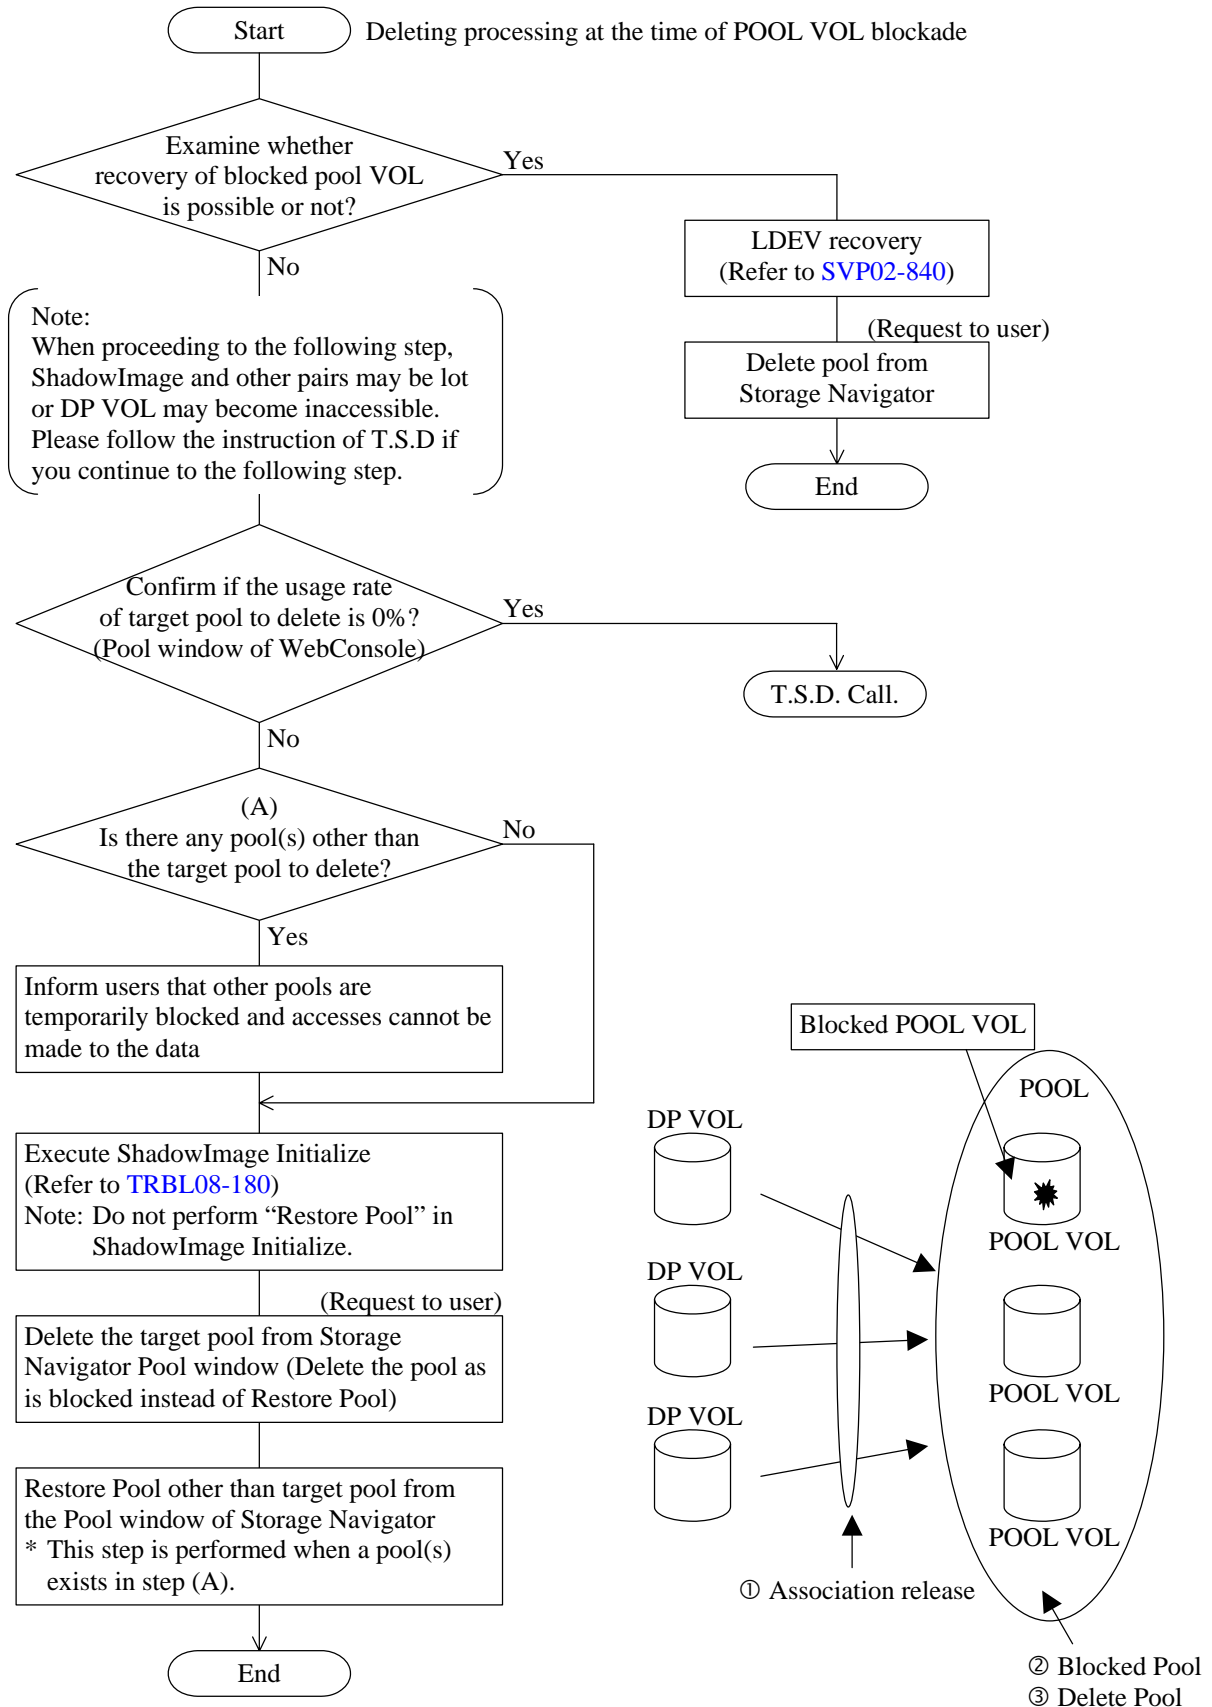 Start
Deleting processing at the time of POOL VOL blockade
Examine whether
recovery of blocked pool VOL
is possible or not?
Yes
No
LDEV recovery
(Refer to SVP02-840)
(Request to user)
Delete pool from
Storage Navigator
End
Note:
When proceeding to the following step,
ShadowImage and other pairs may be lot
or DP VOL may become inaccessible.
Please follow the instruction of T.S.D if
you continue to the following step.
Confirm if the usage rate
of target pool to delete is 0%?
(Pool window of WebConsole)
Yes
No
T.S.D. Call.
(A)
Is there any pool(s) other than
the target pool to delete?
No
Yes
Inform users that other pools are
temporarily blocked and accesses cannot be
made to the data
Execute ShadowImage Initialize
(Refer to TRBL08-180)
Note: Do not perform “Restore Pool” in
ShadowImage Initialize.
(Request to user)
Delete the target pool from Storage
Navigator Pool window (Delete the pool as
is blocked instead of Restore Pool)
Restore Pool other than target pool from
the Pool window of Storage Navigator
* This step is performed when a pool(s)
exists in step (A).
End
Blocked POOL VOL
POOL
DP VOL
POOL VOL
DP VOL
POOL VOL
DP VOL
POOL VOL
① Association release
② Blocked Pool
③ Delete Pool